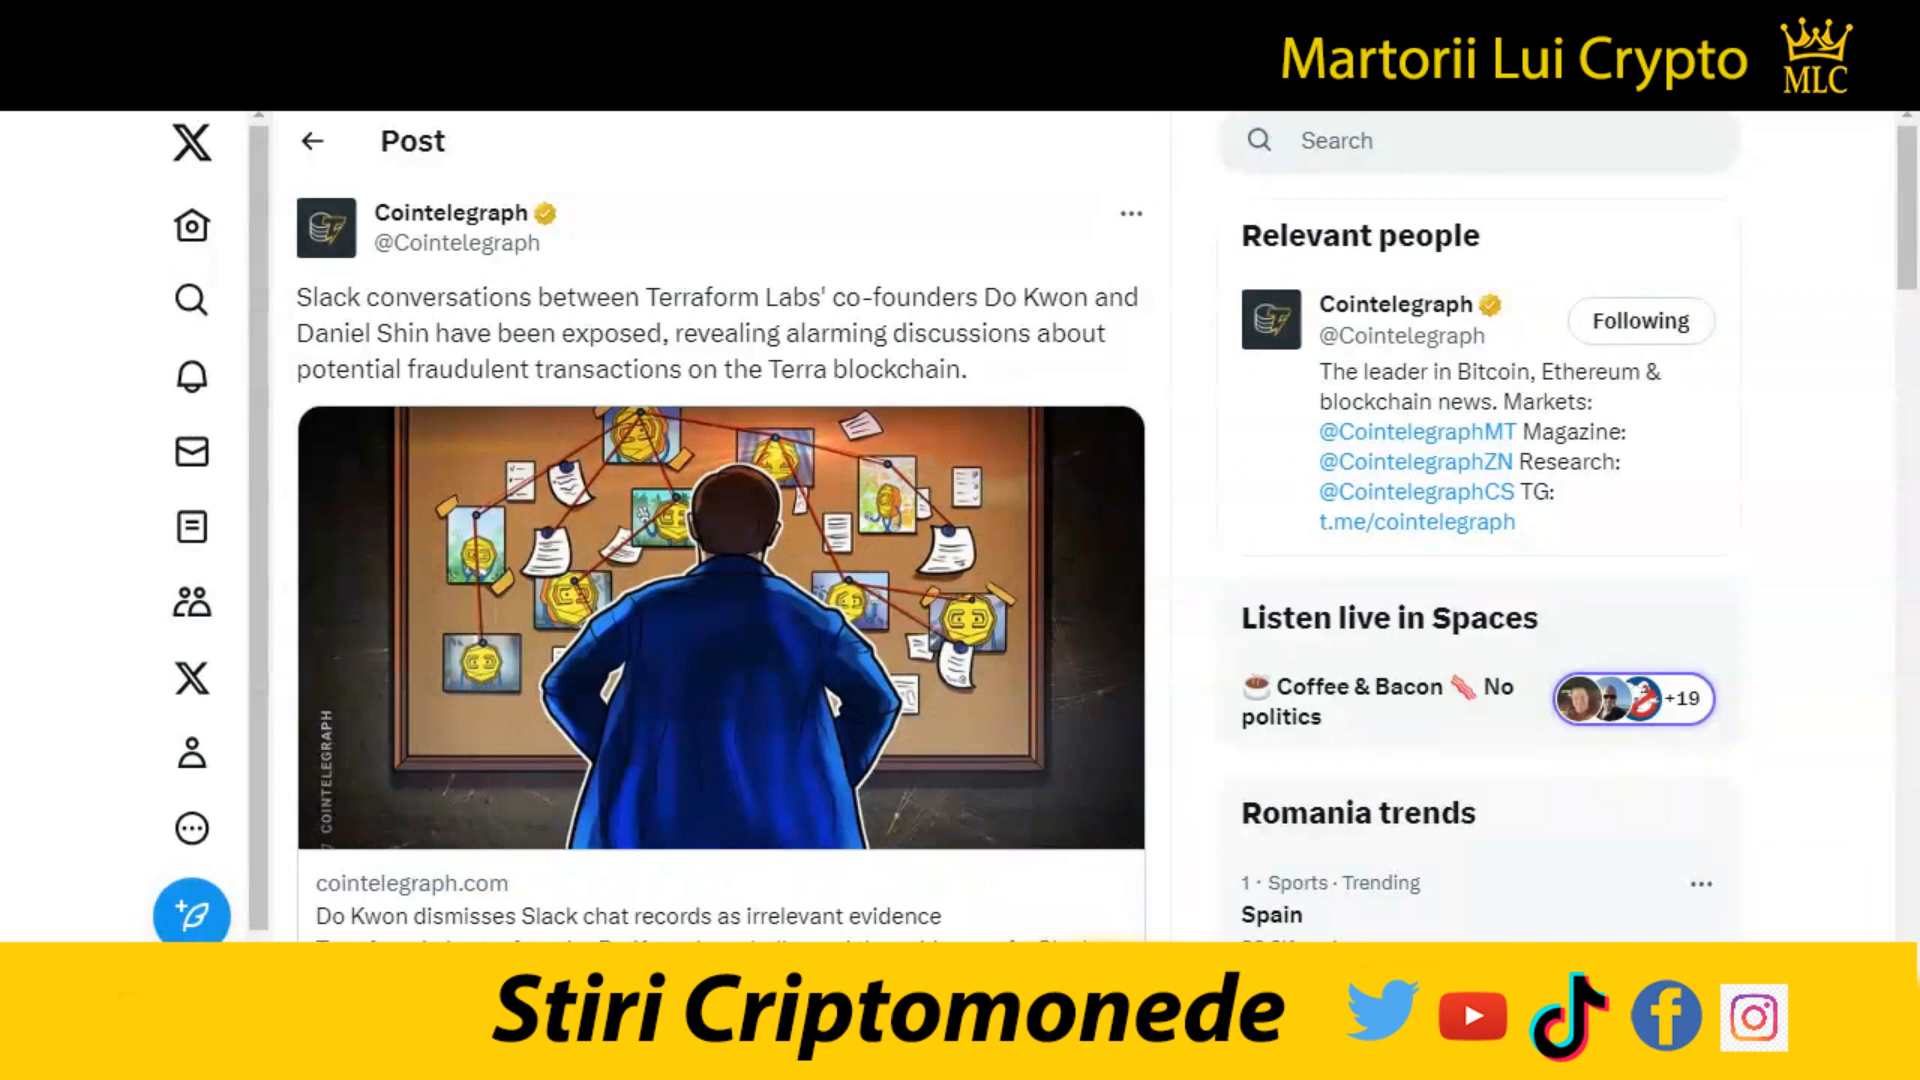 Martorii Lui Crypto
MLC
Post
Search
Cointelegraph
@Cointelegraph
Slack conversations between Terraform Labs' co-founders Do Kwon and
Daniel Shin have been exposed, revealing alarming discussions about
potential fraudulent transactions on the Terra blockchain.
COINTELEGRAPH
cointelegraph.com
Do Kwon dismisses Slack chat records as irrelevant evidence
Relevant people
Cointelegraph
@Cointelegraph
Following
The leader in Bitcoin, Ethereum &
blockchain news. Markets:
@CointelegraphMT Magazine:
@CointelegraphZN Research:
@CointelegraphCS TG:
t.me/cointelegraph
Listen live in Spaces
Coffee & Bacon No
politics
+19
Romania trends
1 · Sports · Trending
Spain
Stiri Criptomonede